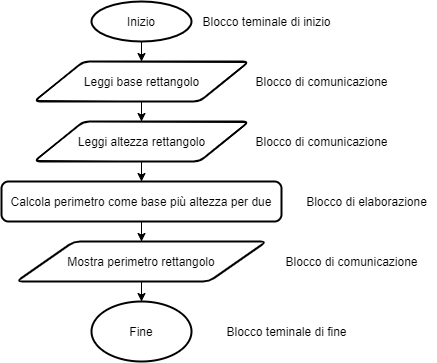 Inizio Blocco teminale di inizio
Leggi base rettangolo Blocco di comunicazione
Leggi altezza rettangolo Blocco di comunicazione
Calcola perimetro come base più altezza per due Blocco di elaborazione
Mostra perimetro rettangolo Blocco di comunicazione
Fine Blocco teminale di fine